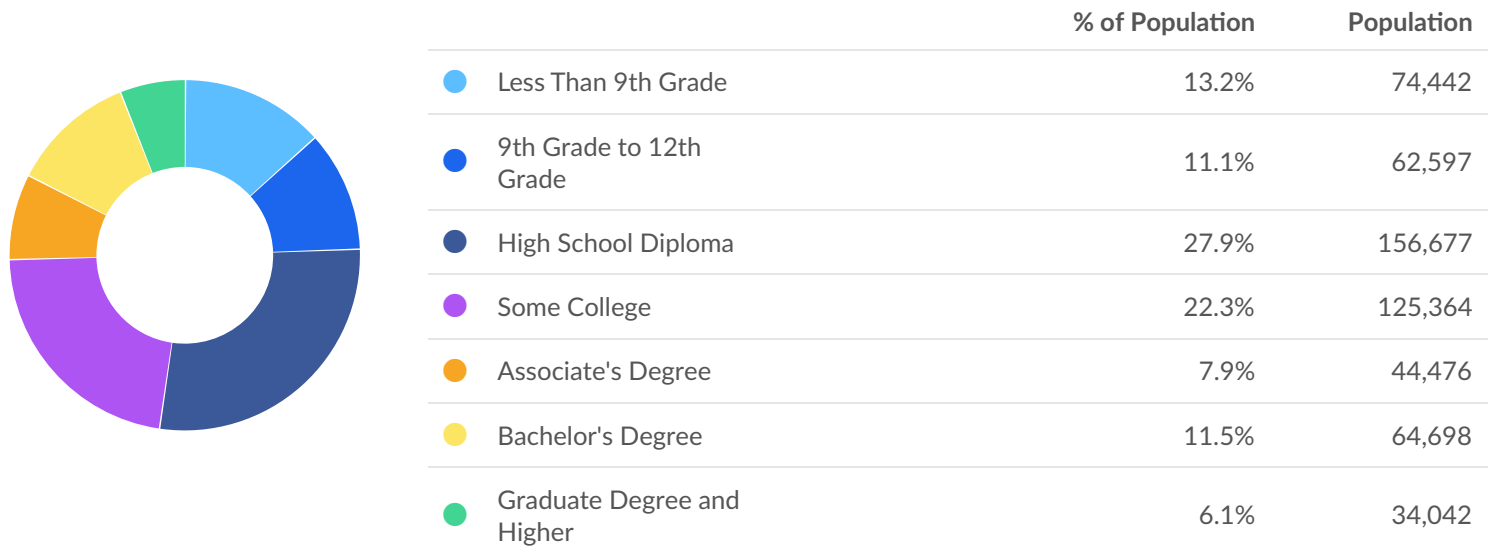 % of Population Population
Less Than 9th Grade 13.2% 74,442
9th Grade to 12th
Grade 11.1% 62,597
High School Diploma 27.9% 156,677
Some College 22.3% 125,364
Associate's Degree 7.9% 44,476
Bachelor's Degree 11.5% 64,698
Graduate Degree and
Higher 6.1% 34,042